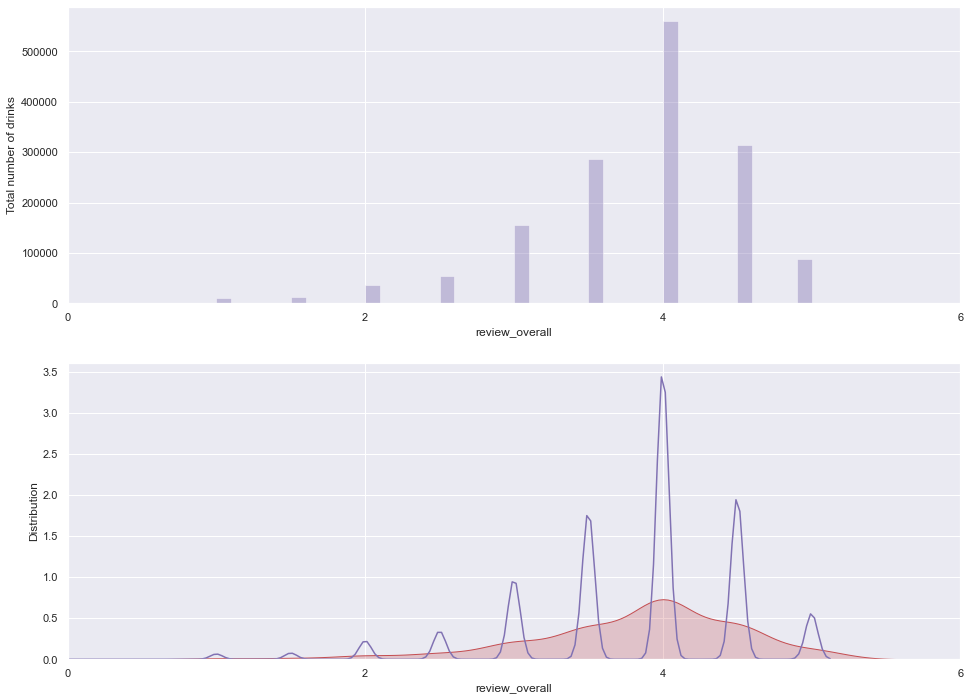 Total number of drinks
500000
400000
300000
200000
100000
0
0 2 4 6
review_overall
Distribution
3.5
3.0
2.5
2.0
1.5
1.0
0.5
0.0
0 2 4 6
review_overall